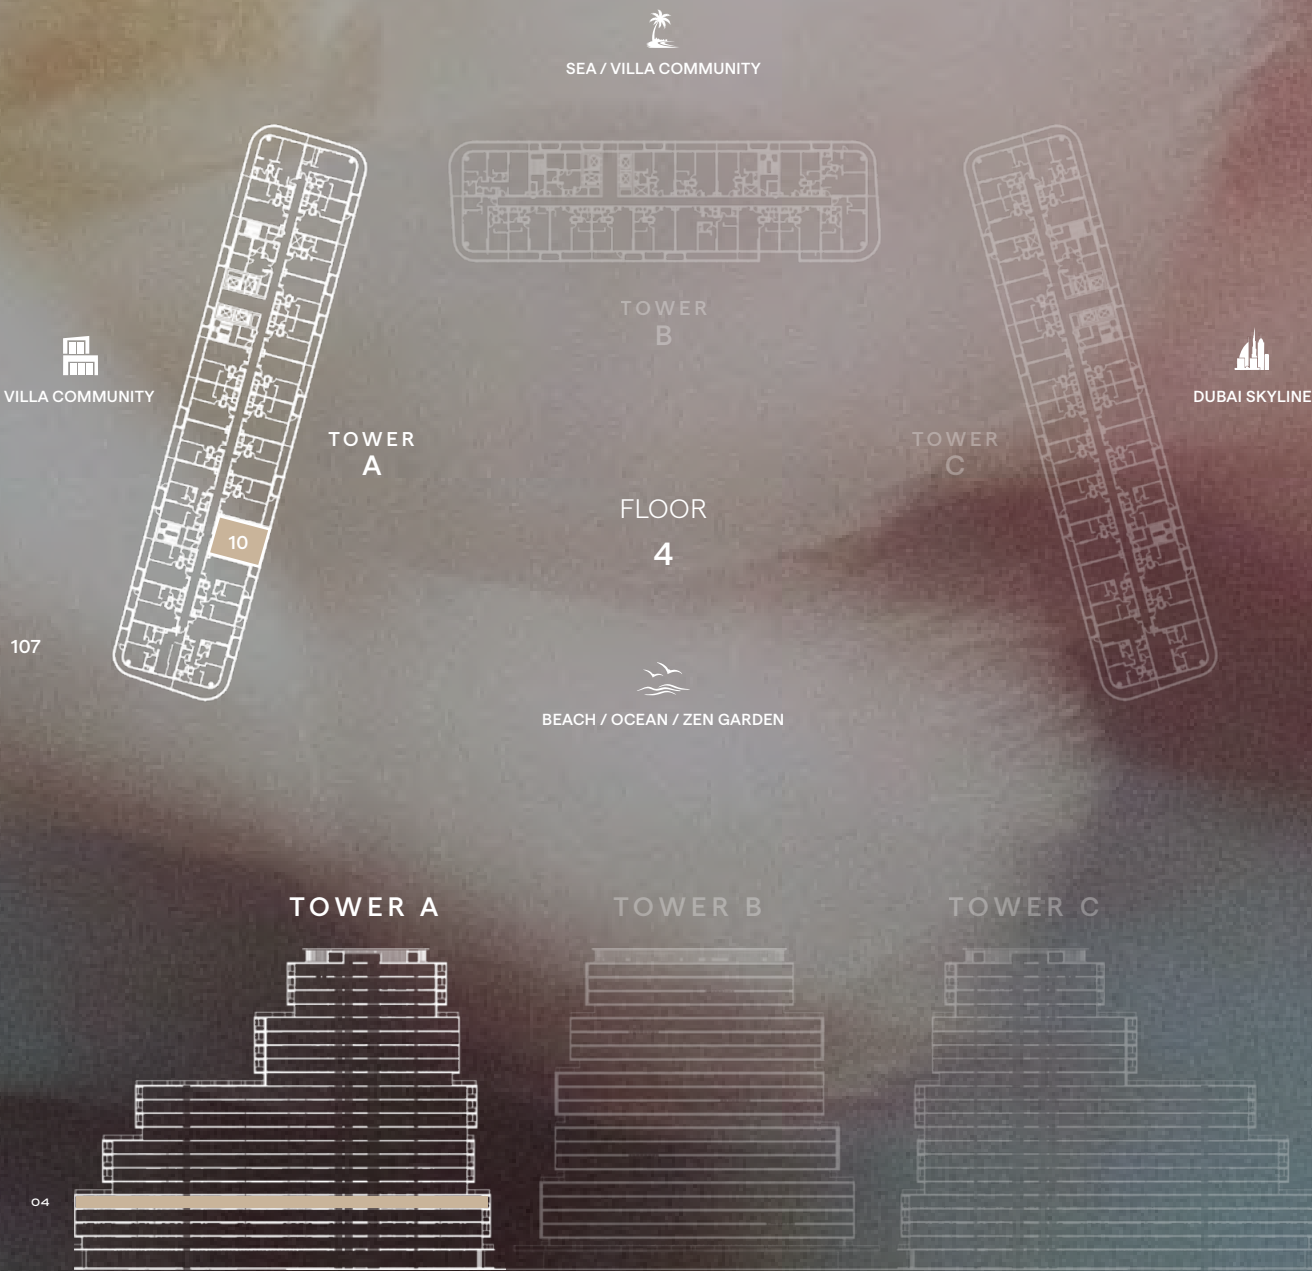 SEA / VILLA COMMUNITY
TOWER
B
VILLA COMMUNITY
DUBAI SKYLINE
TOWER
A
TOWER
C
FLOOR
4
10
107
BEACH / OCEAN / ZEN GARDEN
TOWER A
TOWER B
TOWER C
04